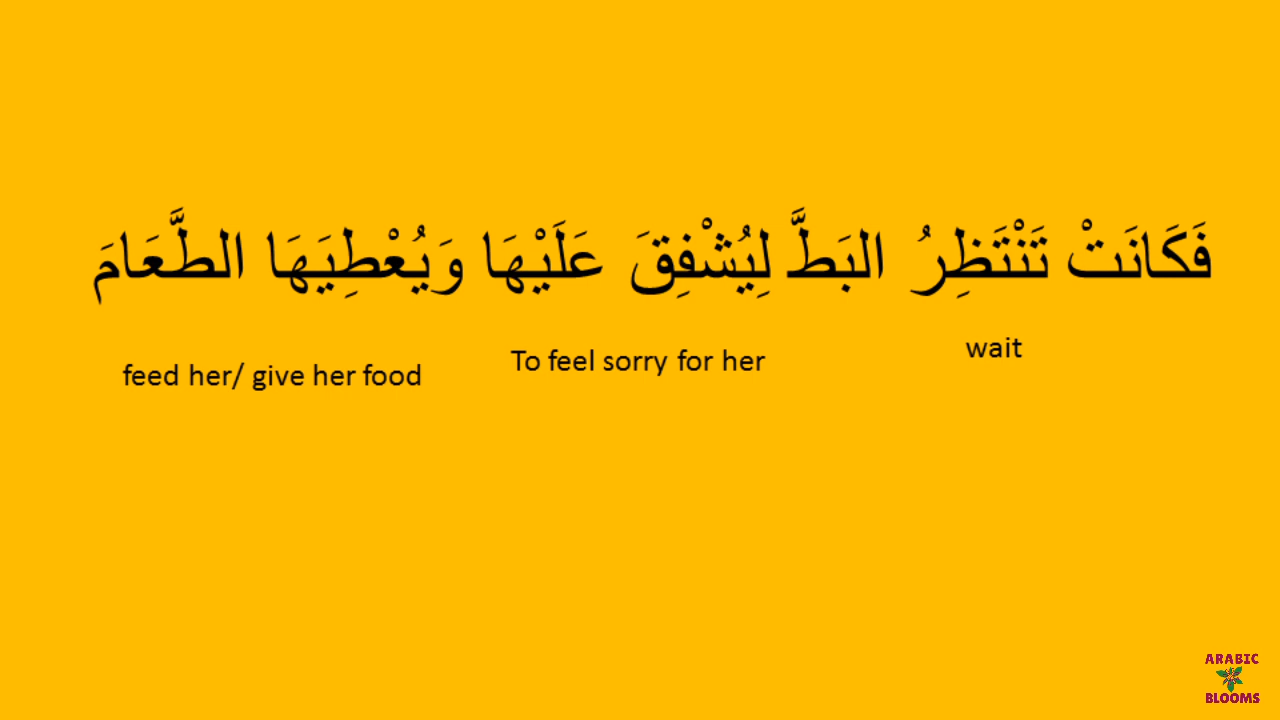 فَكَانَتْ تَنْتَظِرُ البَطَّ لِيُشْفِقَ عَلَيْهَا وَيُعْطِيَهَا الطَّعَامَ
wait
To feel sorry for her
feed her/ give her food
ARABIC
BLOOMS